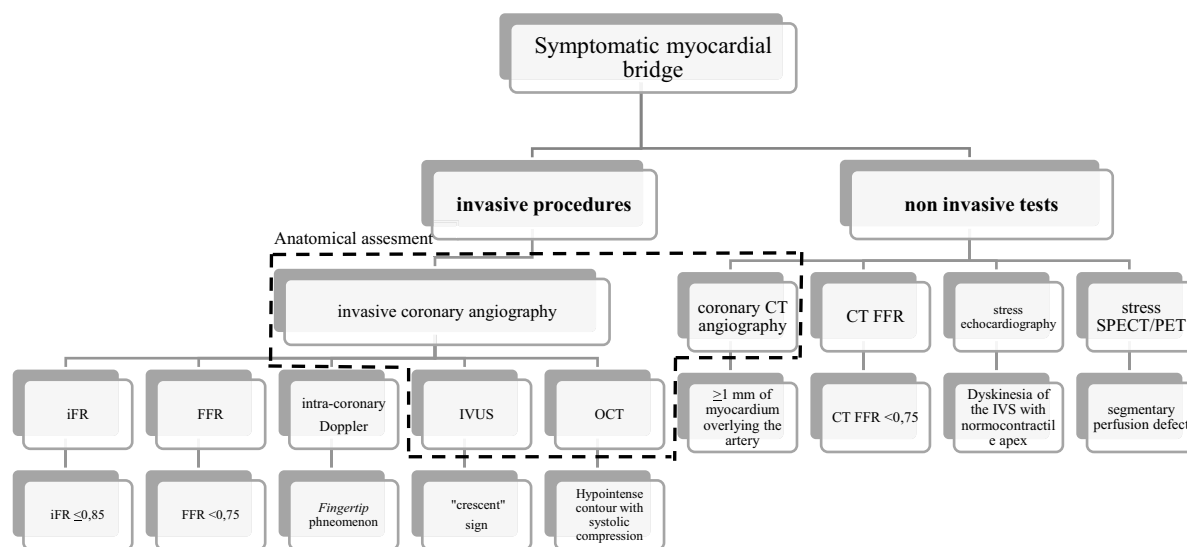 Symptomatic myocardial
bridge
invasive procedures
non invasive tests
Anatomical assesment
invasive coronary angiography
coronary CT
angiography
CT FFR
stress
echocardiography
stress
SPECT/PET
iFR
FFR
intra-coronary
Doppler
IVUS
OCT
≥1 mm of
myocardium
overlying the
artery
CT FFR <0,75
Dyskinesia of
the IVS with
normocontractil
e apex
segmentary
perfusion defect
iFR ≤0,85
FFR <0,75
Fingertip
phneomenon
"crescent"
sign
Hypointense
contour with
systolic
compression